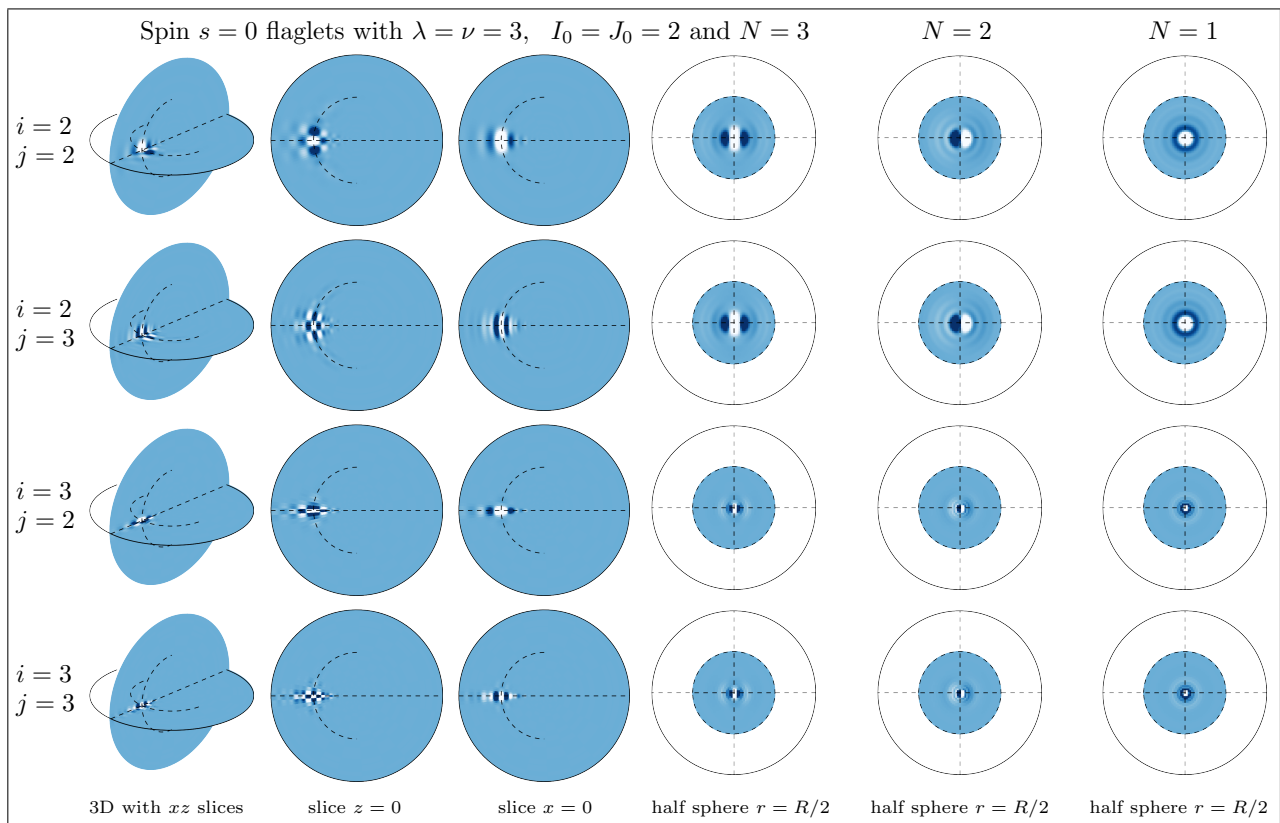 Spin s = 0 flaglets with λ = ν = 3, I₀ = J₀ = 2 and N = 3 N = 2 N = 1
i = 2
j = 2
i = 2
j = 3
i = 3
j = 2
i = 3
j = 3
3D with xz slices slice z = 0 slice x = 0 half sphere r = R/2 half sphere r = R/2 half sphere r = R/2